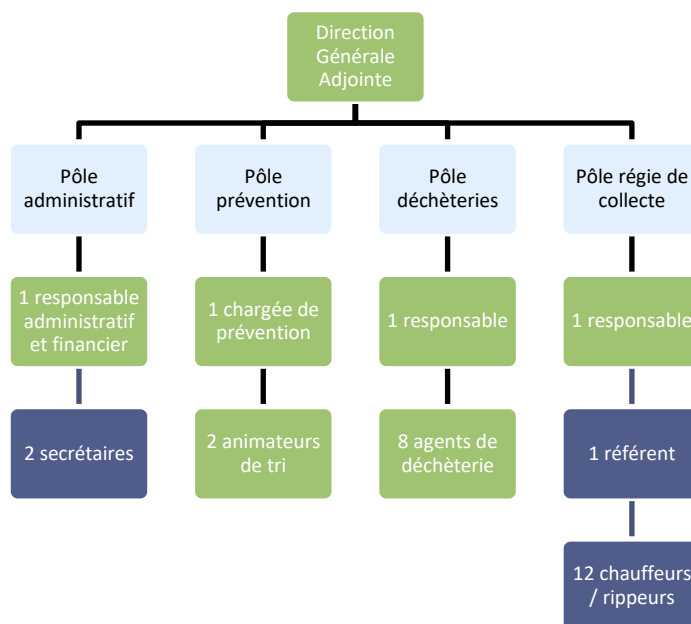 Direction
Générale
Adjointe
Pôle
administratif
Pôle
prévention
Pôle
déchèteries
Pôle régie de
collecte
1 responsable
administratif
et financier
1 chargée de
prévention
1 responsable
1 responsable
2 secrétaires
2 animateurs
de tri
8 agents de
déchèterie
1 référent
12 chauffeurs
/ rippeurs